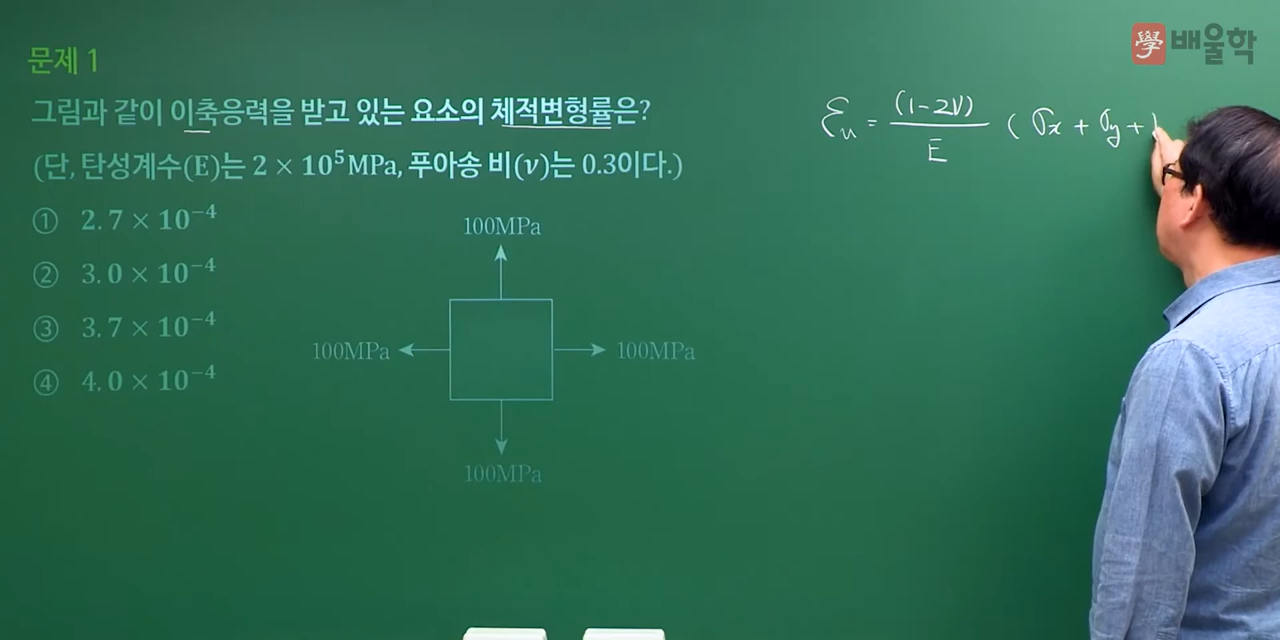 學 배울학
문제 1
그림과 같이 이축응력을 받고 있는 요소의 체적변형률은?
(단, 탄성계수(E)는 2 × 10⁵MPa, 푸아송 비(ν)는 0.3이다.)
① 2.7 × 10⁻⁴
② 3.0 × 10⁻⁴
③ 3.7 × 10⁻⁴
④ 4.0 × 10⁻⁴
100MPa
100MPa
100MPa
100MPa
εᵥ = (1-2ν)/E (σx + σy +